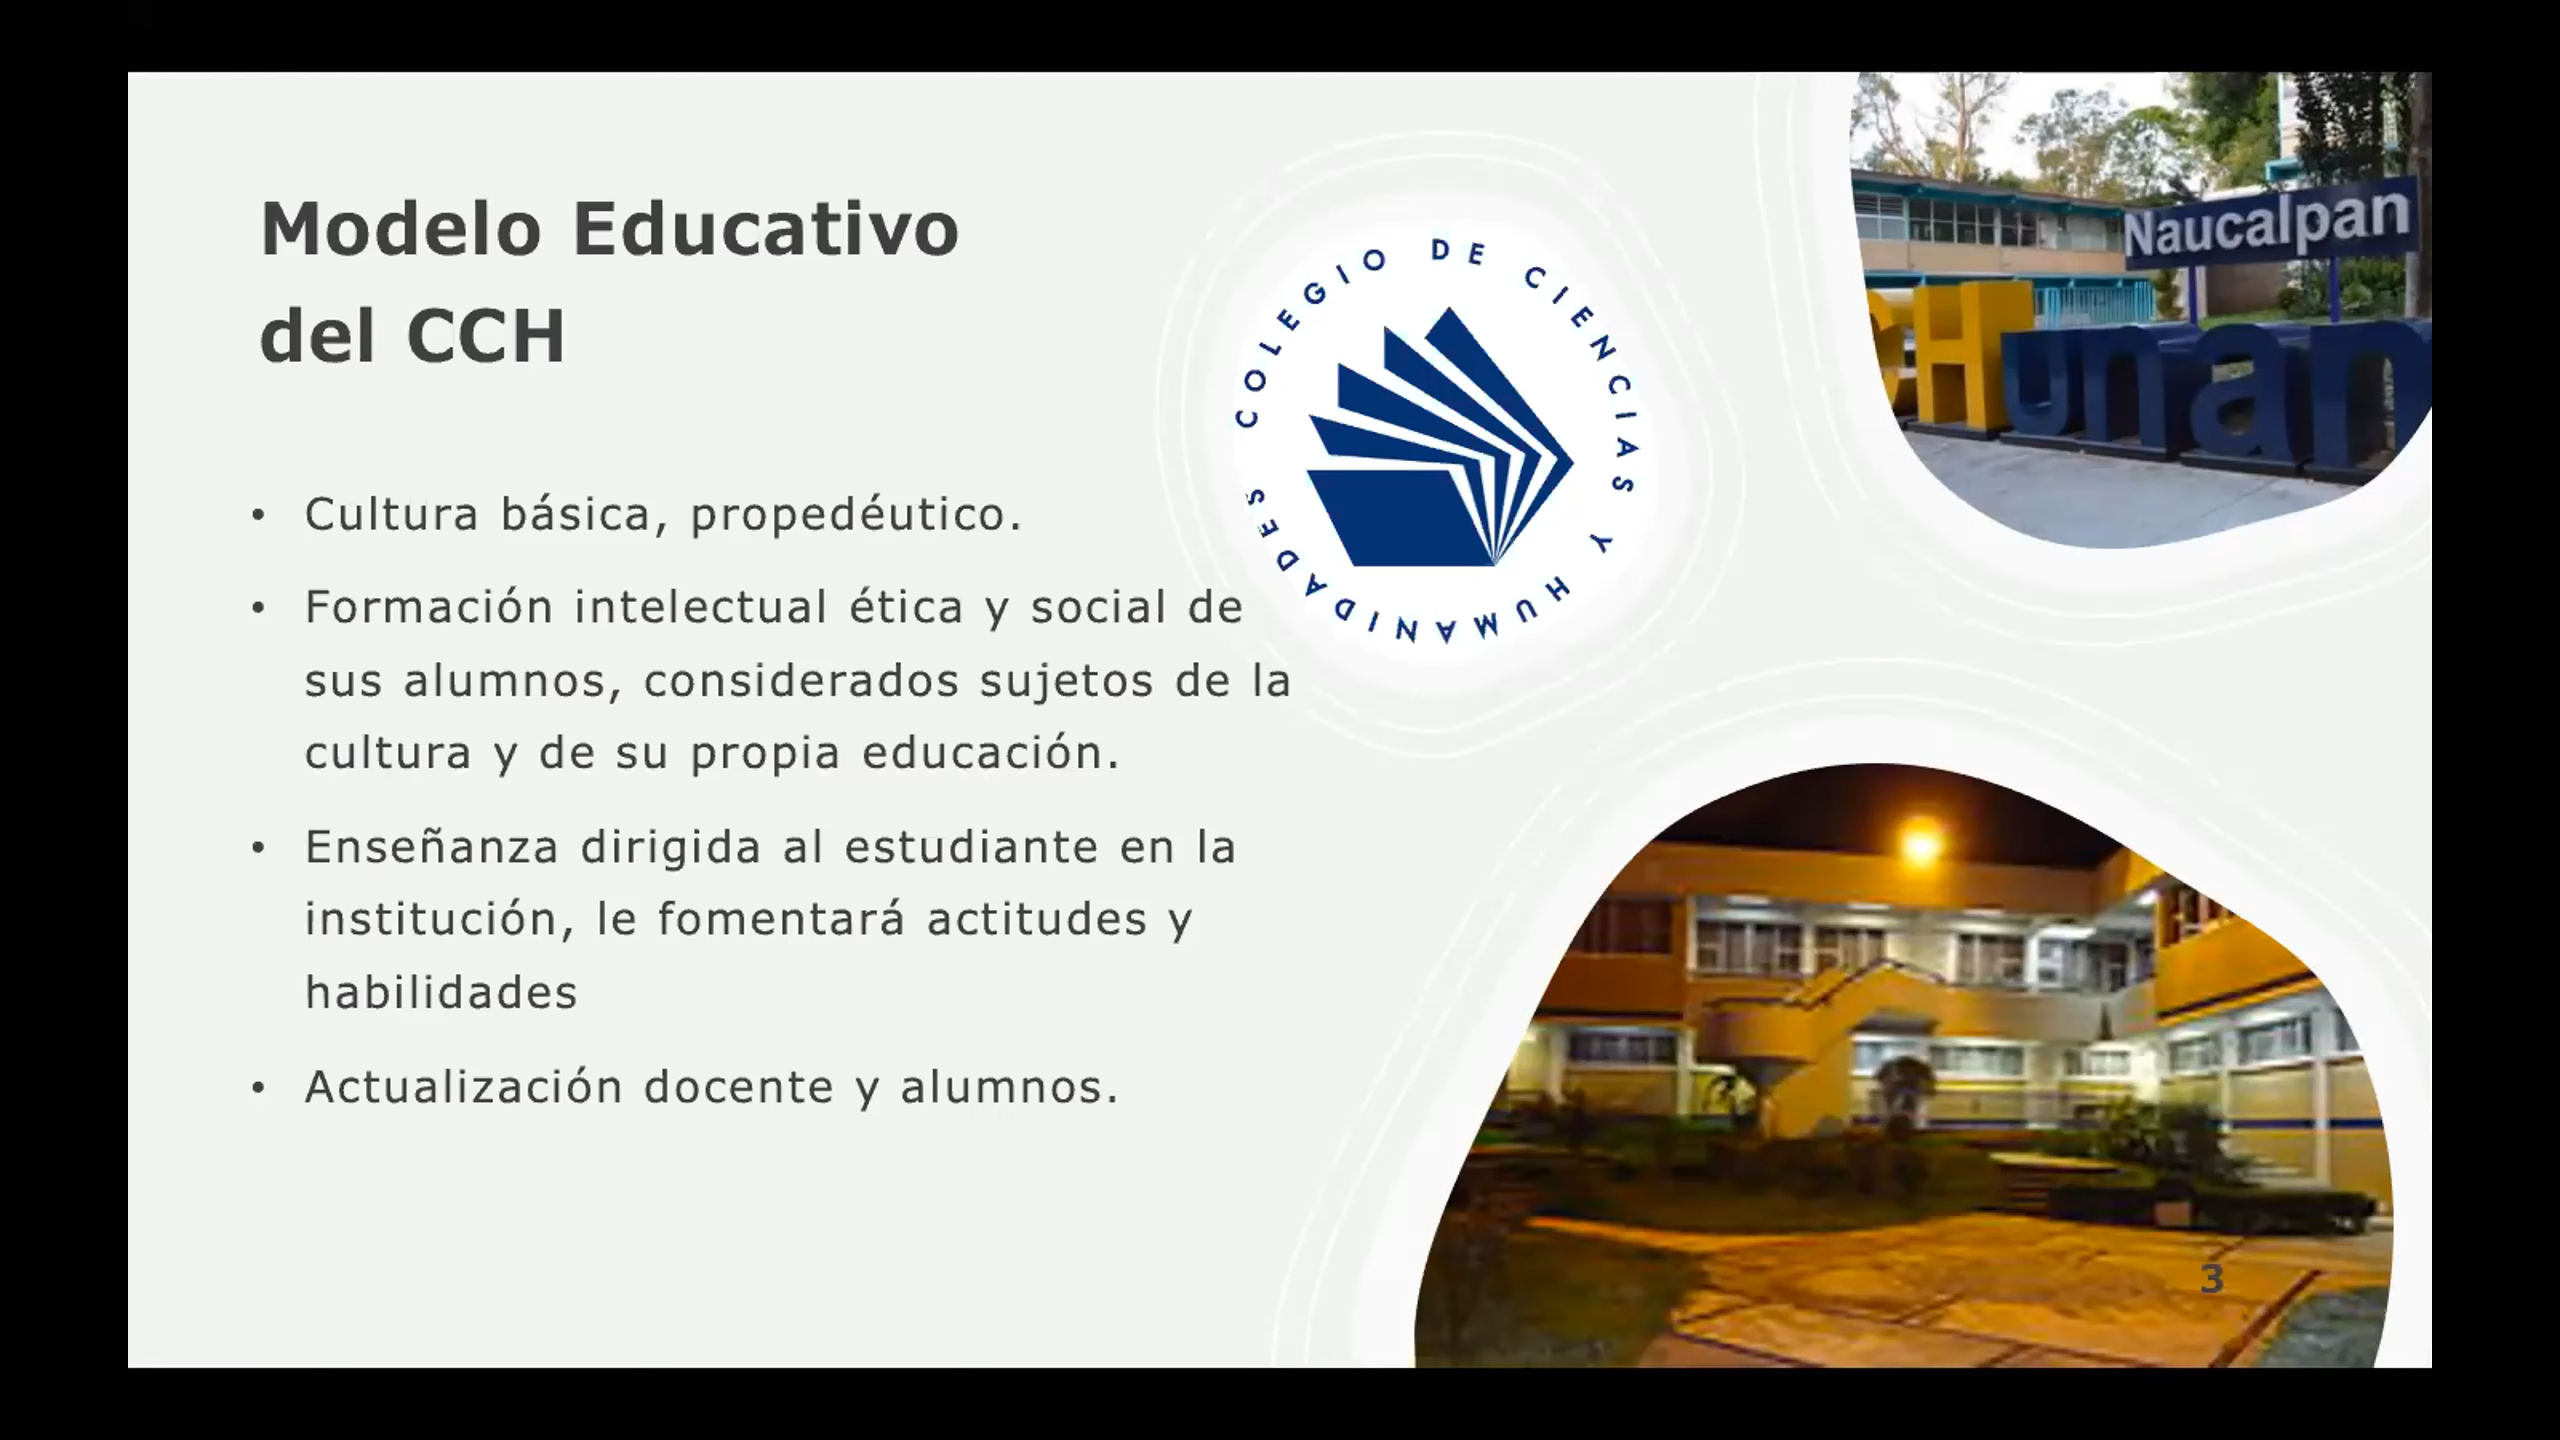 Modelo Educativo
del CCH
• Cultura básica, propedéutico.
• Formación intelectual ética y social de
sus alumnos, considerados sujetos de la
cultura y de su propia educación.
• Enseñanza dirigida al estudiante en la
institución, le fomentará actitudes y
habilidades
• Actualización docente y alumnos.
COLEGIO DE CIENCIAS Y HUMANIDADES
Naucalpan
CH unam
3